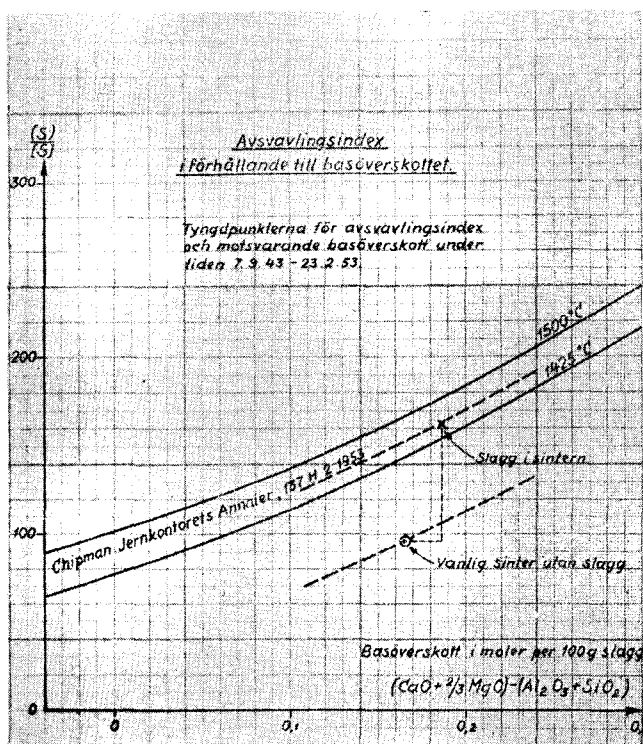 (S)
[S]
Avsvavlingsindex
i förhållande till basöverskottet.
300
Tyngdpunkterna för avsvavlingsindex
och motsvarande basöverskott under
tiden 7.9.43 - 23.2.53.
1500 °C
1425 °C
200
Slagg i sintern
Chipman Jernkontorets Annaler, 137 H 2 1953
100
Vanlig sinter utan slagg
Basöverskott i moler per 100g slagg
(CaO + 2/3 MgO) - (Al2O3 + SiO2)
0
0
0,1
0,2